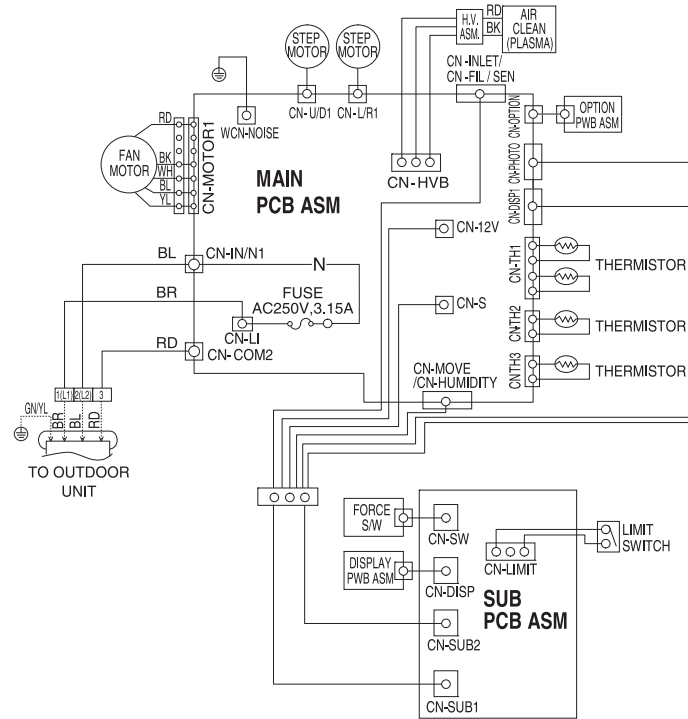 RD
BK
H.V.
ASM.
AIR
CLEAN
(PLASMA)
STEP
MOTOR
STEP
MOTOR
CN-INLET/
CN-FIL/SEN
CN-U/D1
CN-L/R1
CN-OPTION
OPTION
PWB ASM
WCN-NOISE
RD
BK
WH
BL
YL
FAN
MOTOR
CN-MOTOR1
MAIN
PCB ASM
CN-HVB
CN-PHOTO
CN-DISP1
CN-12V
CN-TH1
THERMISTOR
BL
CN-IN/N1
N
BR
FUSE
AC250V,3.15A
CN-S
CN-TH2
THERMISTOR
CN-LI
RD
CN-COM2
CN-MOVE
/CN-HUMIDITY
CNTH3
THERMISTOR
1(L1)
2(L2)
3
GN/YL
BR
BL
RD
TO OUTDOOR
UNIT
FORCE
S/W
CN-SW
LIMIT
SWITCH
CN-LIMIT
DISPLAY
PWB ASM
CN-DISP
SUB
PCB ASM
CN-SUB2
CN-SUB1